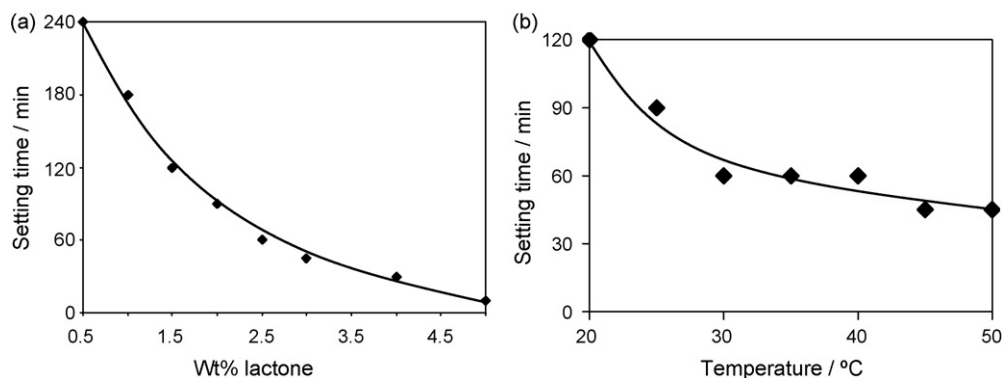 (a)
240
180
120
60
0
Setting time / min
0.5 1.5 2.5 3.5 4.5
Wt% lactone
(b)
120
90
60
30
0
Setting time / min
20 30 40 50
Temperature / ºC